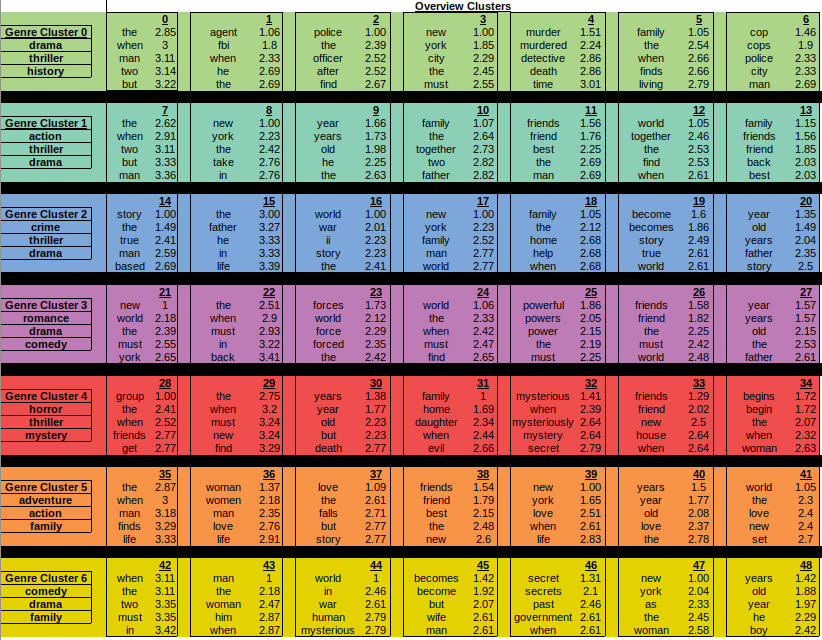 Overview Clusters
0 1 2 3 4 5 6
Genre Cluster 0 the 2.85 agent 1.06 police 1.00 new 1.00 murder 1.51 family 1.05 cop 1.46
drama when 3 fbi 1.8 the 2.39 york 1.85 murdered 2.24 the 2.54 cops 1.9
thriller man 3.11 when 2.33 officer 2.52 city 2.29 detective 2.86 when 2.66 police 2.33
history two 3.14 he 2.69 after 2.52 the 2.45 death 2.86 finds 2.66 city 2.33
but 3.22 the 2.69 find 2.67 must 2.55 time 3.01 living 2.79 man 2.69
7 8 9 10 11 12 13
Genre Cluster 1 the 2.62 new 1.00 year 1.66 family 1.07 friends 1.56 world 1.05 family 1.15
action when 2.91 york 2.23 years 1.73 the 2.64 friend 1.76 together 2.46 friends 1.56
thriller two 3.11 the 2.42 old 1.98 together 2.73 best 2.25 the 2.53 friend 1.85
drama but 3.33 take 2.76 he 2.25 two 2.82 the 2.69 find 2.53 back 2.03
man 3.36 in 2.76 the 2.63 father 2.82 man 2.69 when 2.61 best 2.03
14 15 16 17 18 19 20
Genre Cluster 2 story 1.00 the 3.00 world 1.00 new 1.00 family 1.05 become 1.6 year 1.35
crime the 1.49 father 3.27 war 2.01 york 2.23 the 2.12 becomes 1.86 old 1.49
thriller true 2.41 he 3.33 ii 2.23 family 2.52 home 2.68 story 2.49 years 2.04
drama man 2.59 in 3.33 story 2.23 man 2.77 help 2.68 true 2.61 father 2.35
based 2.69 life 3.39 the 2.41 world 2.77 when 2.68 world 2.61 story 2.5
21 22 23 24 25 26 27
Genre Cluster 3 new 1 the 2.51 forces 1.73 world 1.06 powerful 1.86 friends 1.58 year 1.57
romance world 2.18 when 2.9 world 2.12 the 2.33 powers 2.05 friend 1.82 years 1.57
drama the 2.39 must 2.93 force 2.29 when 2.42 power 2.15 the 2.25 old 2.15
comedy must 2.55 in 3.22 forced 2.35 must 2.47 the 2.19 must 2.42 the 2.53
york 2.65 back 3.41 the 2.42 find 2.65 must 2.25 world 2.48 father 2.61
28 29 30 31 32 33 34
Genre Cluster 4 group 1.00 the 2.75 years 1.38 family 1 mysterious 1.41 friends 1.29 begins 1.72
horror the 2.41 when 3.2 year 1.77 home 1.69 when 2.39 friend 2.02 begin 1.72
thriller when 2.52 must 3.24 old 2.23 daughter 2.34 mysteriously 2.64 new 2.5 the 2.07
mystery friends 2.77 new 3.24 but 2.23 when 2.44 mystery 2.64 house 2.64 when 2.32
get 2.77 find 3.29 death 2.77 evil 2.66 secret 2.79 when 2.64 woman 2.63
35 36 37 38 39 40 41
Genre Cluster 5 the 2.87 woman 1.37 love 1.09 friends 1.54 new 1.00 years 1.5 world 1.05
adventure when 3 women 2.18 the 2.61 friend 1.79 york 1.65 year 1.77 the 2.3
action man 3.18 man 2.35 falls 2.71 best 2.15 love 2.51 old 2.08 love 2.4
family finds 3.29 love 2.76 but 2.77 the 2.48 when 2.61 love 2.37 new 2.4
life 3.33 life 2.91 story 2.77 new 2.6 life 2.83 the 2.78 set 2.7
42 43 44 45 46 47 48
Genre Cluster 6 when 3.11 man 1 world 1 becomes 1.42 secret 1.31 new 1.00 years 1.42
comedy the 3.11 the 2.18 in 2.46 become 1.92 secrets 2.1 york 2.04 old 1.88
drama two 3.35 woman 2.47 war 2.61 but 2.07 past 2.46 as 2.33 year 1.97
family must 3.35 him 2.87 human 2.79 wife 2.61 government 2.61 the 2.45 he 2.29
in 3.42 when 2.87 mysterious 2.79 man 2.61 when 2.61 woman 2.58 boy 2.42